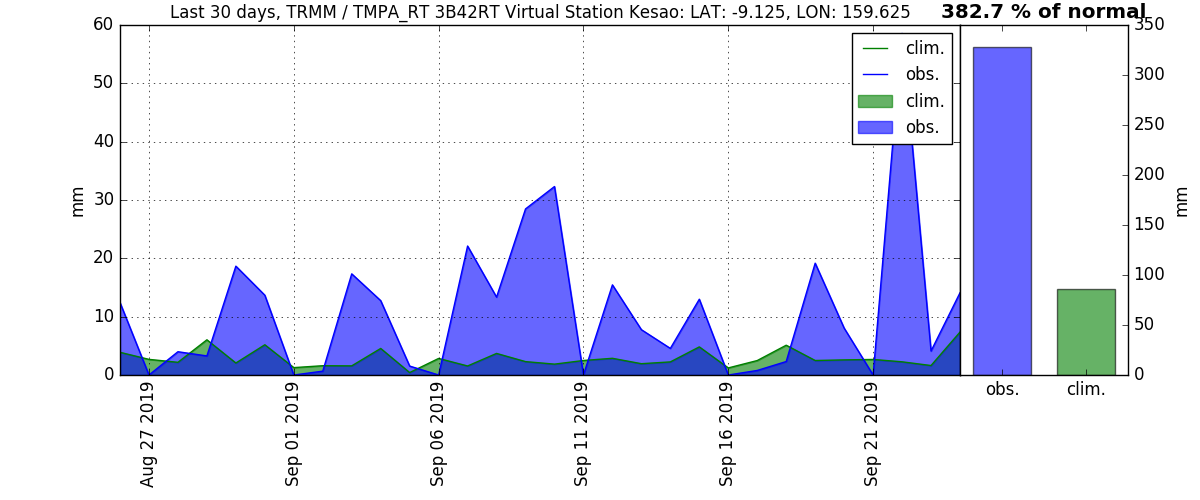 Last 30 days, TRMM / TMPA_RT 3B42RT Virtual Station Kesao: LAT: -9.125, LON: 159.625
382.7 % of normal
60
50
40
30
20
10
0
mm
clim.
obs.
clim.
obs.
350
300
250
200
150
100
50
0
mm
obs.
clim.
Aug 27 2019
Sep 01 2019
Sep 06 2019
Sep 11 2019
Sep 16 2019
Sep 21 2019